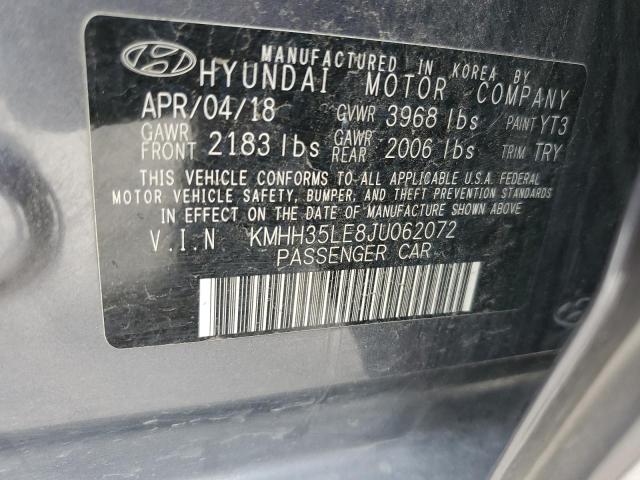 MANUFACTURED IN KOREA BY
HYUNDAI MOTOR COMPANY
APR/04/18 GVWR 3968 lbs PAINT YT3
GAWR FRONT 2183 lbs GAWR REAR 2006 lbs TRIM TRY
THIS VEHICLE CONFORMS TO ALL APPLICABLE U.S.A. FEDERAL
MOTOR VEHICLE SAFETY, BUMPER, AND THEFT PREVENTION STANDARDS
IN EFFECT ON THE DATE OF MANUFACTURE SHOWN ABOVE.
V.I.N KMHH35LE8JU062072
PASSENGER CAR